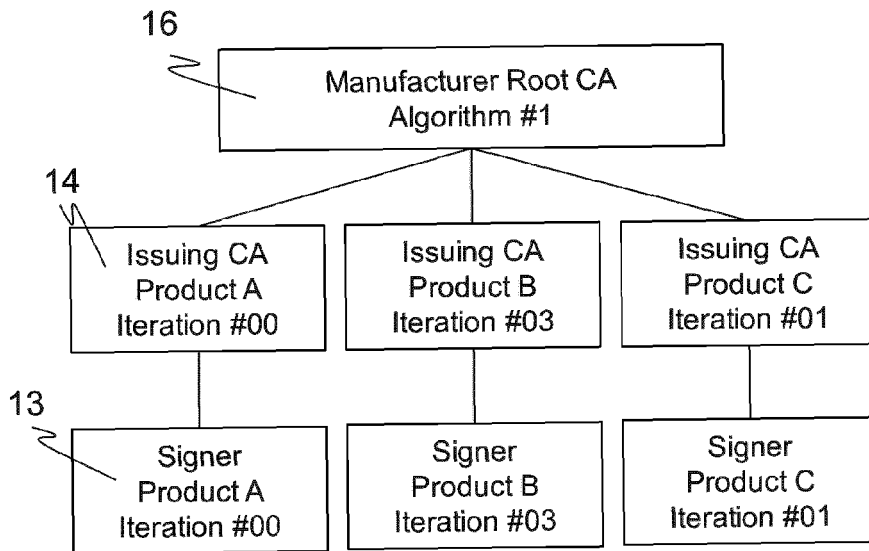 16
Manufacturer Root CA
Algorithm #1
14
Issuing CA
Product A
Iteration #00
Issuing CA
Product B
Iteration #03
Issuing CA
Product C
Iteration #01
13
Signer
Product A
Iteration #00
Signer
Product B
Iteration #03
Signer
Product C
Iteration #01